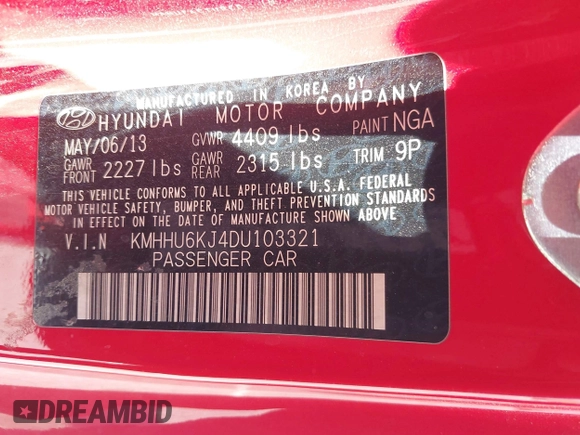 MANUFACTURED IN KOREA BY
HYUNDAI MOTOR COMPANY
MAY/06/13 GVWR 4409 lbs PAINT NGA
GAWR FRONT 2227 lbs GAWR REAR 2315 lbs TRIM 9P
THIS VEHICLE CONFORMS TO ALL APPLICABLE U.S.A. FEDERAL
MOTOR VEHICLE SAFETY, BUMPER, AND THEFT PREVENTION STANDARDS
IN EFFECT ON THE DATE OF MANUFACTURE SHOWN ABOVE
V.I.N KMHHU6KJ4DU103321
PASSENGER CAR
DREAMBID